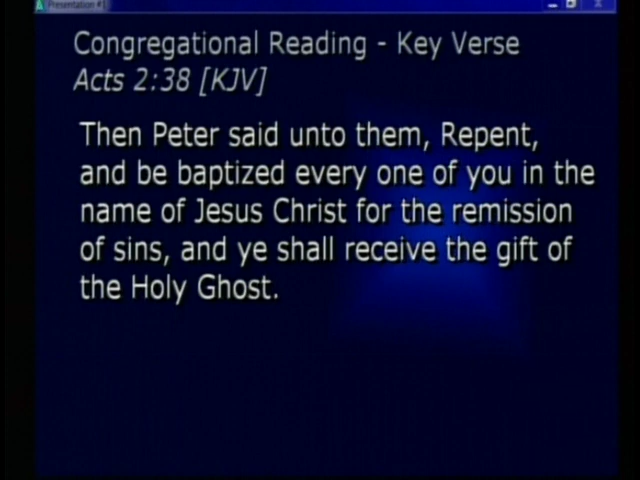 Presentation #1
Congregational Reading - Key Verse
Acts 2:38 [KJV]
Then Peter said unto them, Repent,
and be baptized every one of you in the
name of Jesus Christ for the remission
of sins, and ye shall receive the gift of
the Holy Ghost.